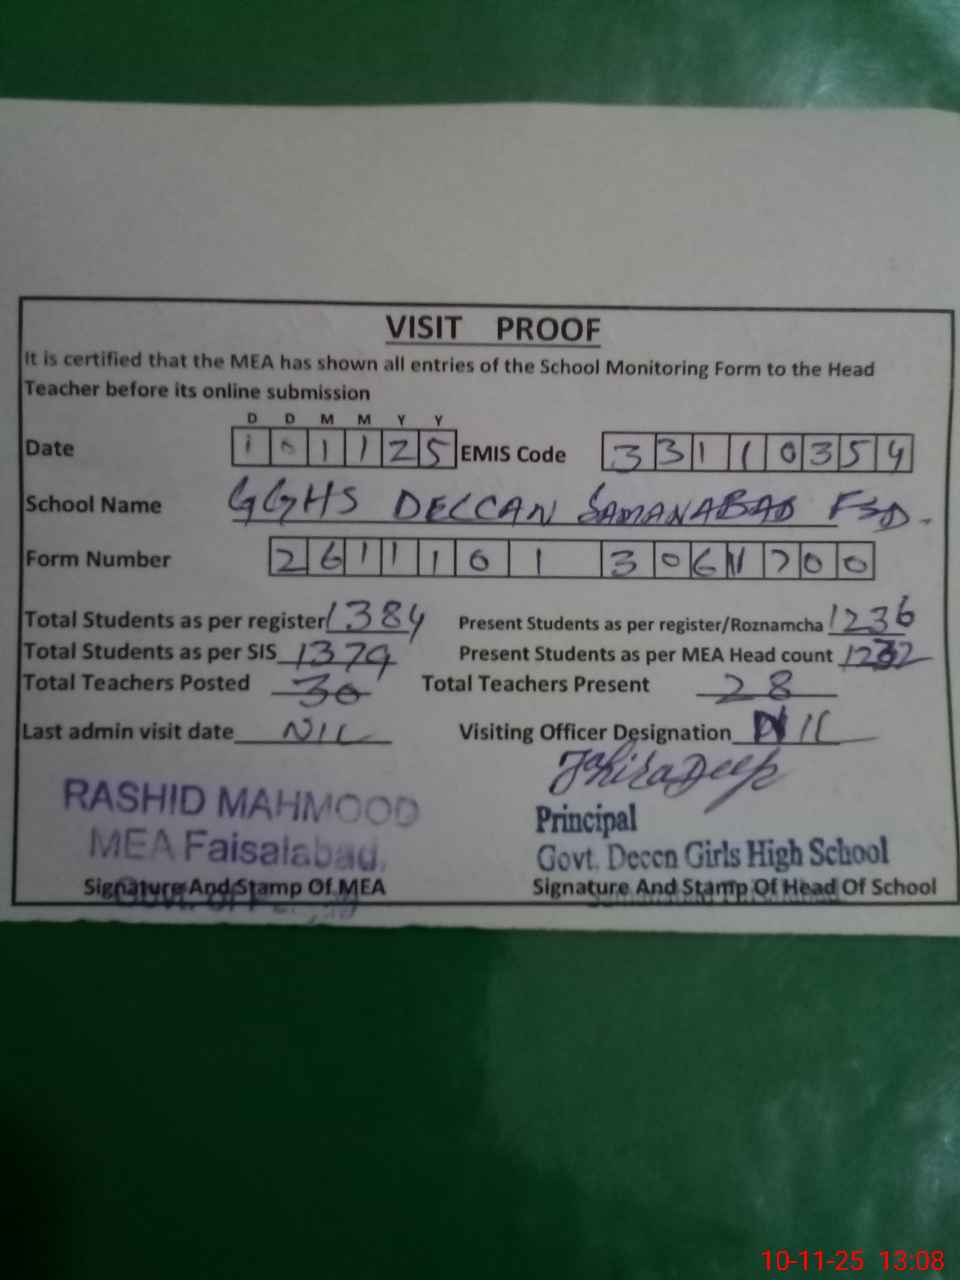 VISIT PROOF
It is certified that the MEA has shown all entries of the School Monitoring Form to the Head
Teacher before its online submission
D D M M Y Y
Date 1 0 1 1 2 5 EMIS Code 3 3 1 1 0 3 5 4
School Name GGHS DECCAN SAMANABAD FSD.
Form Number 2 6 1 1 1 0 1 3 0 6 1 7 0 0
Total Students as per register 1384 Present Students as per register/Roznamcha 1236
Total Students as per SIS 1379 Present Students as per MEA Head count 1232
Total Teachers Posted 30 Total Teachers Present 28
Last admin visit date NIL Visiting Officer Designation NIL
RASHID MAHMOOD
MEA Faisalabad.
Principal
Govt. Deccn Girls High School
Signature And Stamp Of MEA Signature And Stamp Of Head Of School
10-11-25 13:08